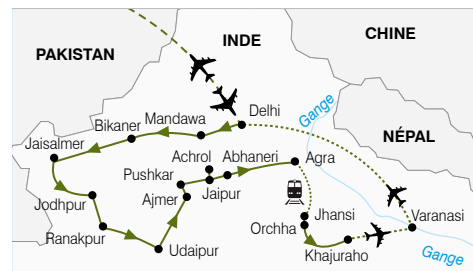 PAKISTAN
INDE
CHINE
NÉPAL
Gange
Delhi
Mandawa
Bikaner
Jaisalmer
Achrol
Abhaneri
Agra
Pushkar
Jaipur
Ajmer
Jodhpur
Ranakpur
Udaipur
Jhansi
Orchha
Khajuraho
Varanasi
Gange